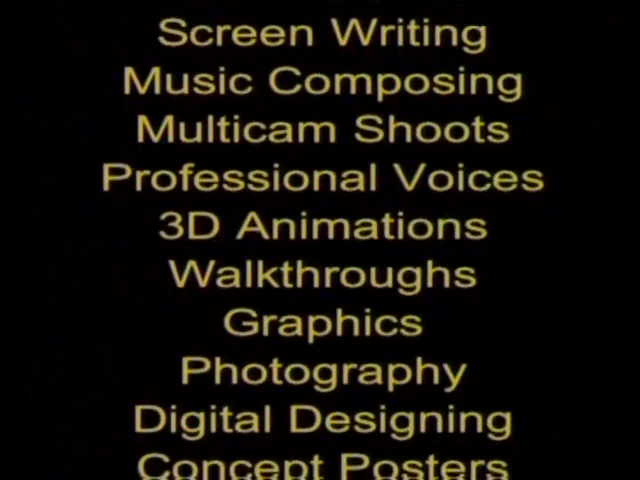 Screen Writing
Music Composing
Multicam Shoots
Professional Voices
3D Animations
Walkthroughs
Graphics
Photography
Digital Designing
Concept Posters